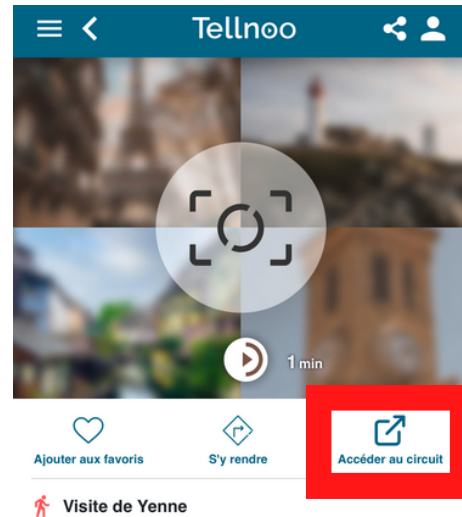 Tellnoo
1 min
Ajouter aux favoris S'y rendre Accéder au circuit
Visite de Yenne